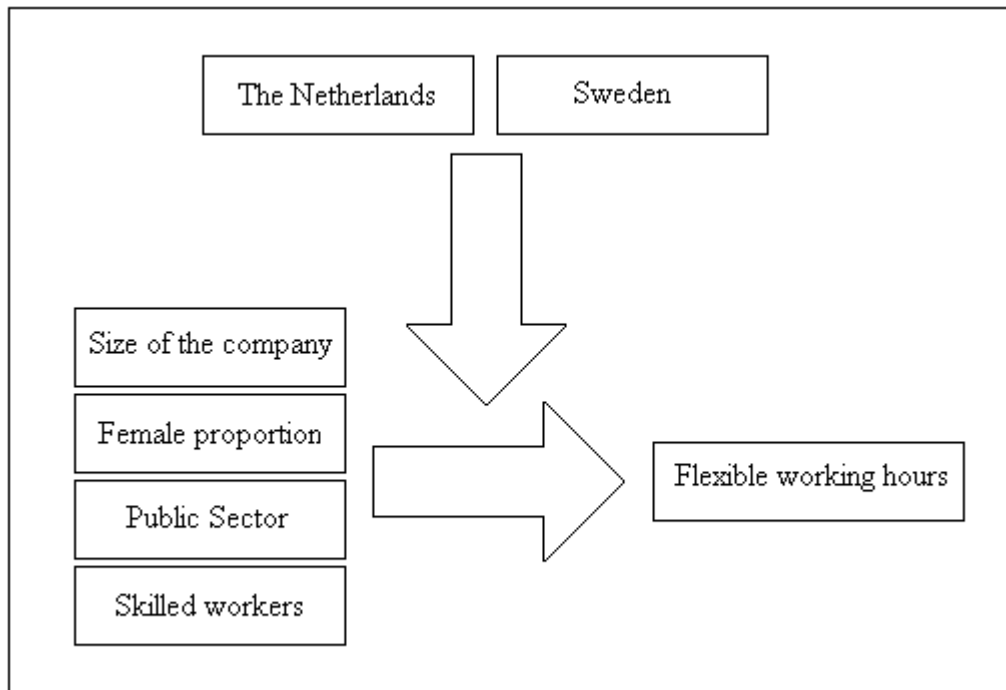 The Netherlands
Sweden
Size of the company
Female proportion
Public Sector
Skilled workers
Flexible working hours